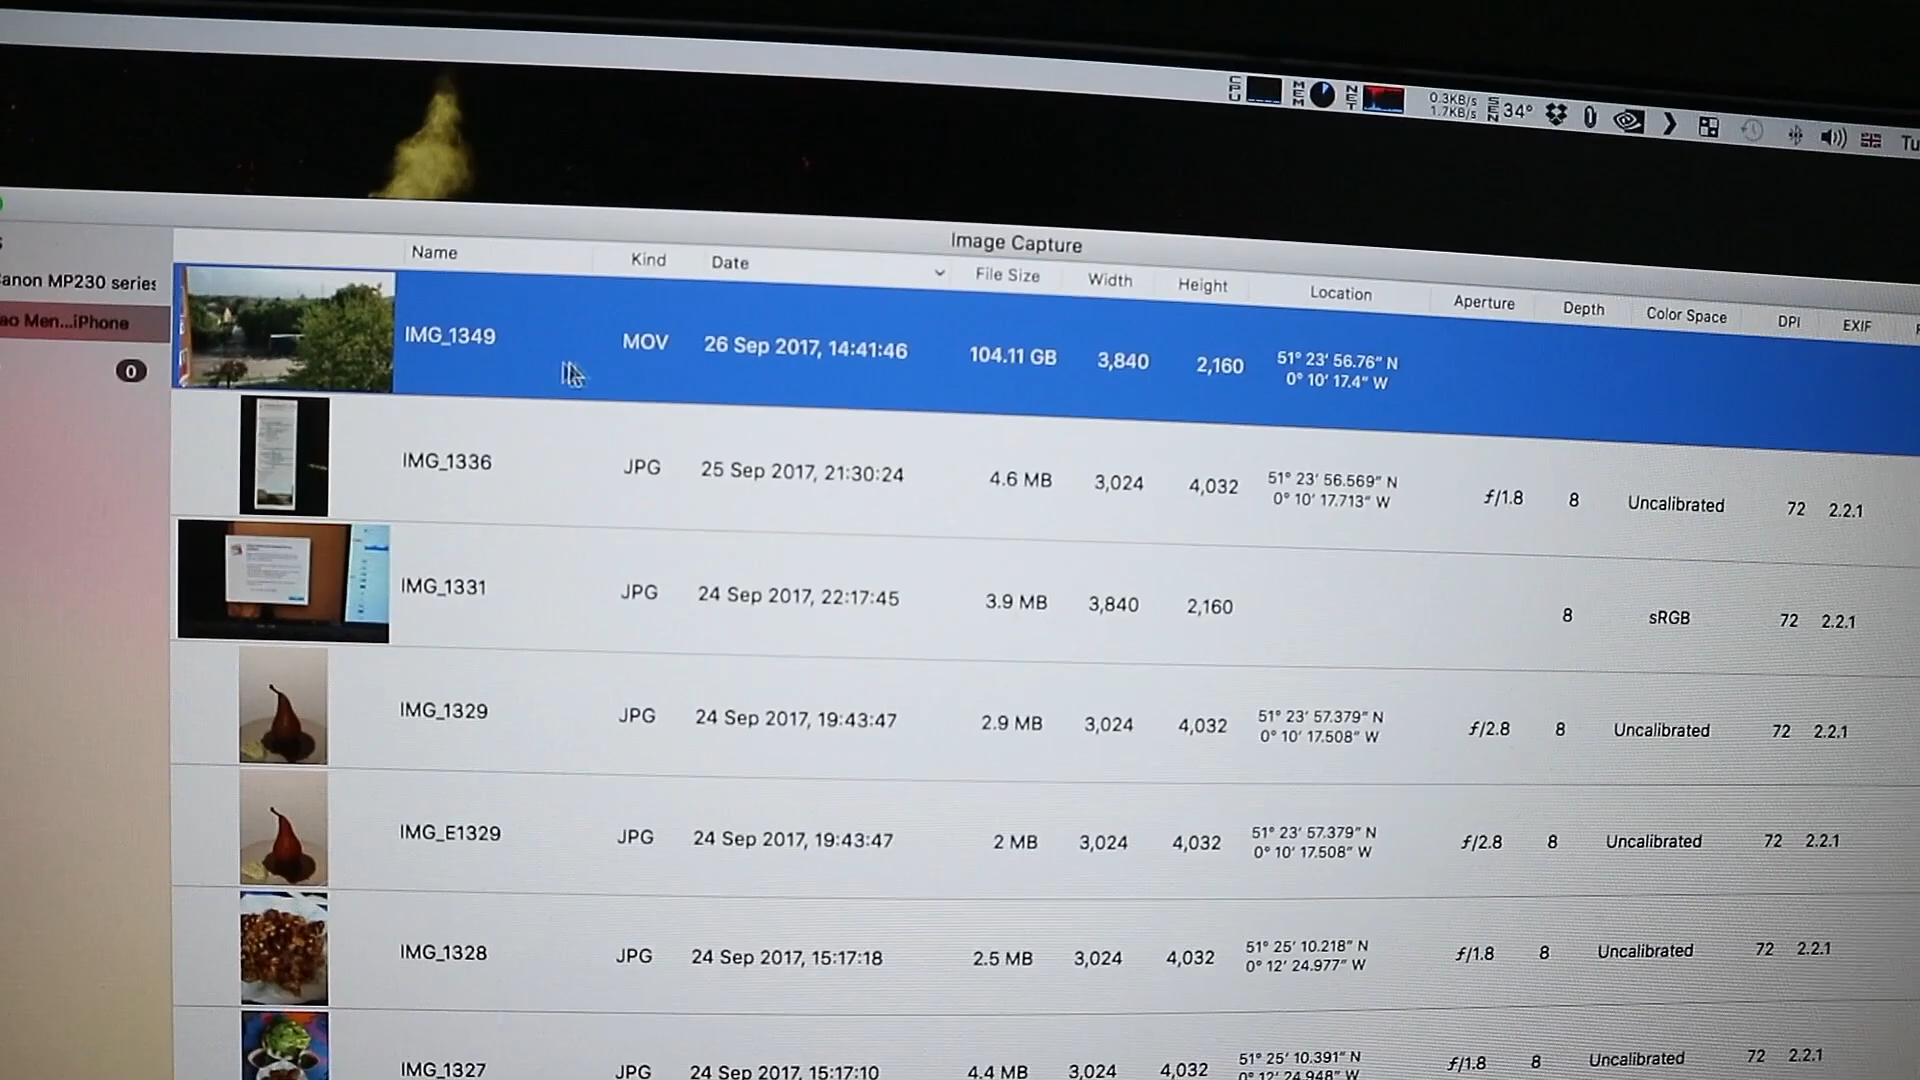 CPU MEM NET 0.3KB/s SEN 34° Tu
1.7KB/s
Image Capture
Name Kind Date File Size Width Height Location Aperture Depth Color Space DPI EXIF
anon MP230 series
ao Men...iPhone
0
IMG_1349 MOV 26 Sep 2017, 14:41:46 104.11 GB 3,840 2,160 51° 23′ 56.76″ N
0° 10′ 17.4″ W
IMG_1336 JPG 25 Sep 2017, 21:30:24 4.6 MB 3,024 4,032 51° 23′ 56.569″ N ƒ/1.8 8 Uncalibrated 72 2.2.1
0° 10′ 17.713″ W
IMG_1331 JPG 24 Sep 2017, 22:17:45 3.9 MB 3,840 2,160 8 sRGB 72 2.2.1
IMG_1329 JPG 24 Sep 2017, 19:43:47 2.9 MB 3,024 4,032 51° 23′ 57.379″ N ƒ/2.8 8 Uncalibrated 72 2.2.1
0° 10′ 17.508″ W
IMG_E1329 JPG 24 Sep 2017, 19:43:47 2 MB 3,024 4,032 51° 23′ 57.379″ N ƒ/2.8 8 Uncalibrated 72 2.2.1
0° 10′ 17.508″ W
IMG_1328 JPG 24 Sep 2017, 15:17:18 2.5 MB 3,024 4,032 51° 25′ 10.218″ N ƒ/1.8 8 Uncalibrated 72 2.2.1
0° 12′ 24.977″ W
IMG_1327 JPG 24 Sep 2017, 15:17:10 4.4 MB 3,024 4,032 51° 25′ 10.391″ N ƒ/1.8 8 Uncalibrated 72 2.2.1
0° 12′ 24.948″ W